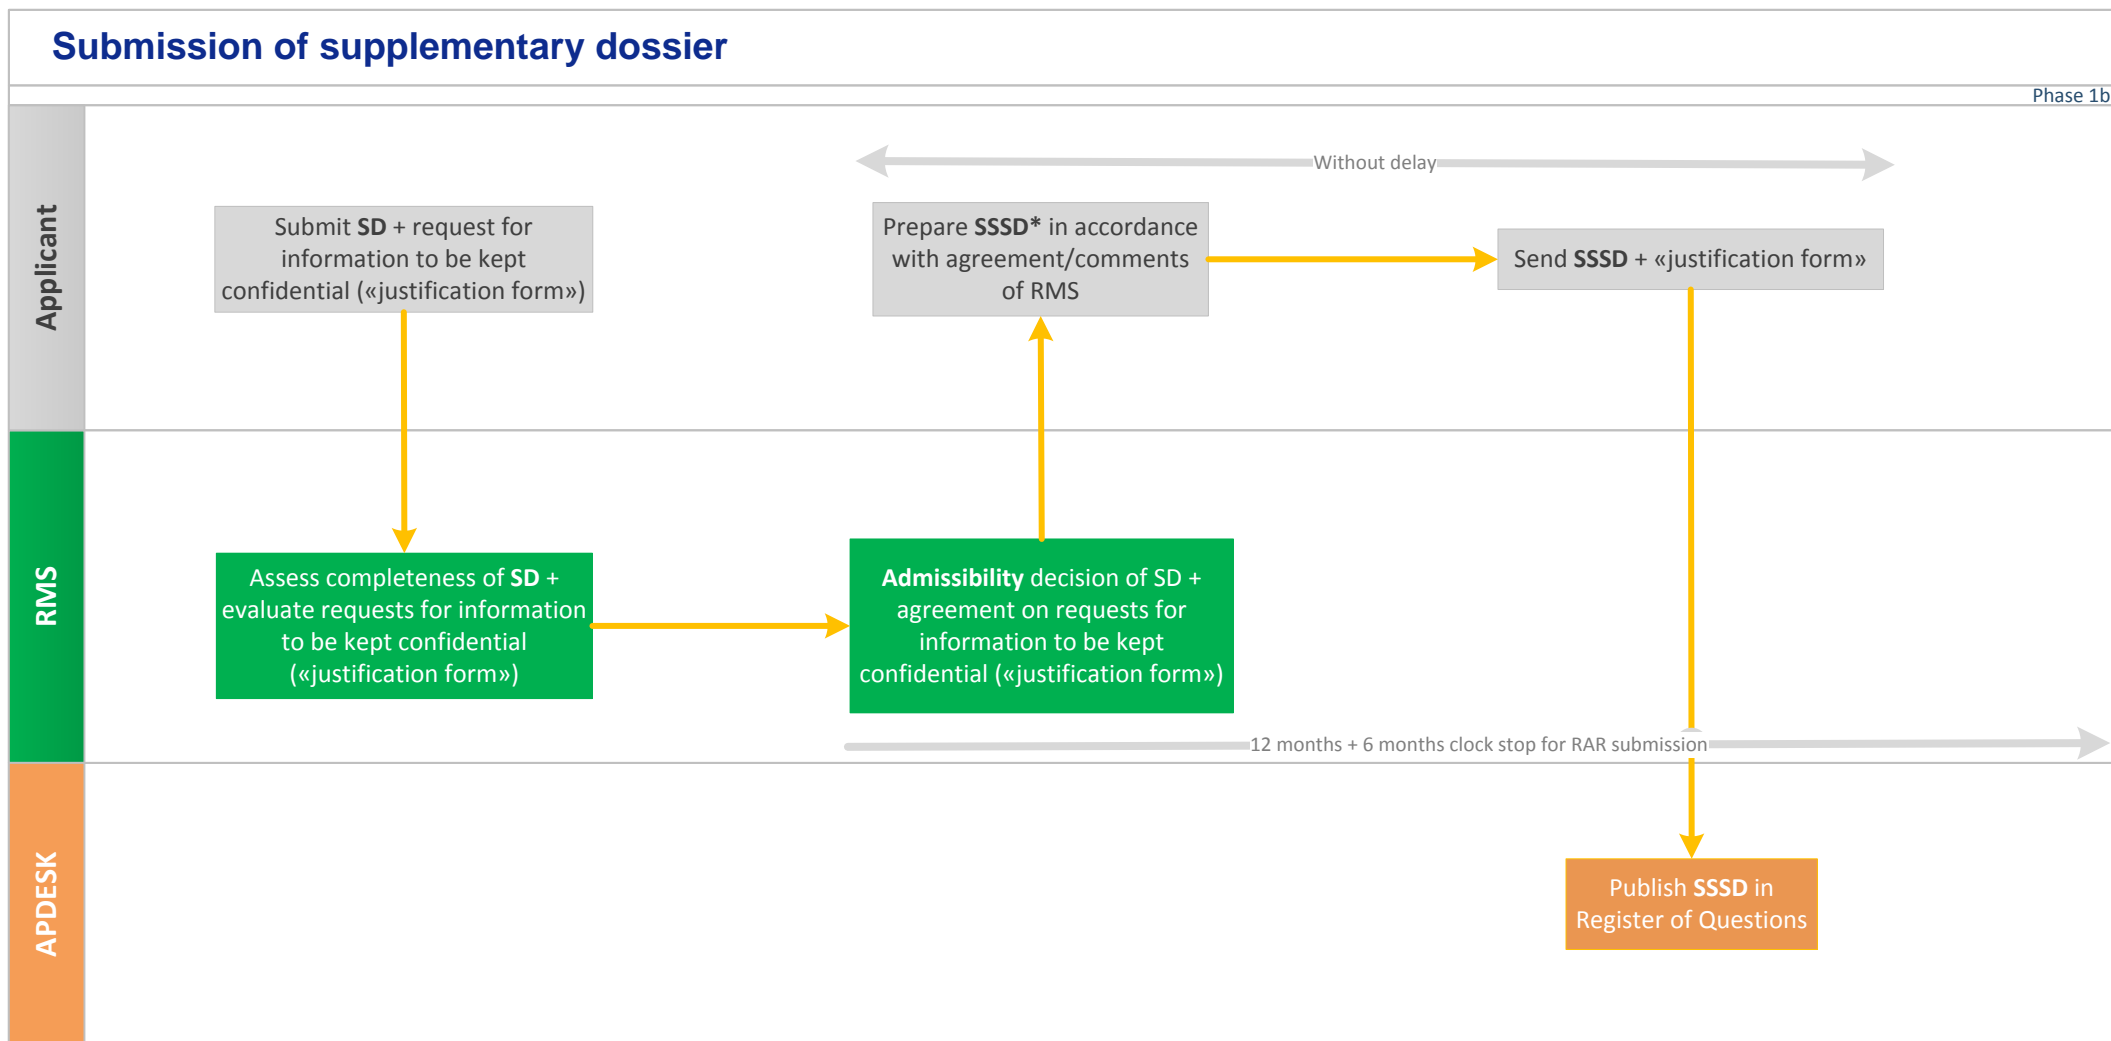 Submission of supplementary dossier
Phase 1b
Applicant
Without delay
Submit SD + request for
information to be kept
confidential («justification form»)
Prepare SSSD* in accordance
with agreement/comments
of RMS
Send SSSD + «justification form»
RMS
Assess completeness of SD +
evaluate requests for information
to be kept confidential
(«justification form»)
Admissibility decision of SD +
agreement on requests for
information to be kept
confidential («justification form»)
12 months + 6 months clock stop for RAR submission
APDESK
Publish SSSD in
Register of Questions